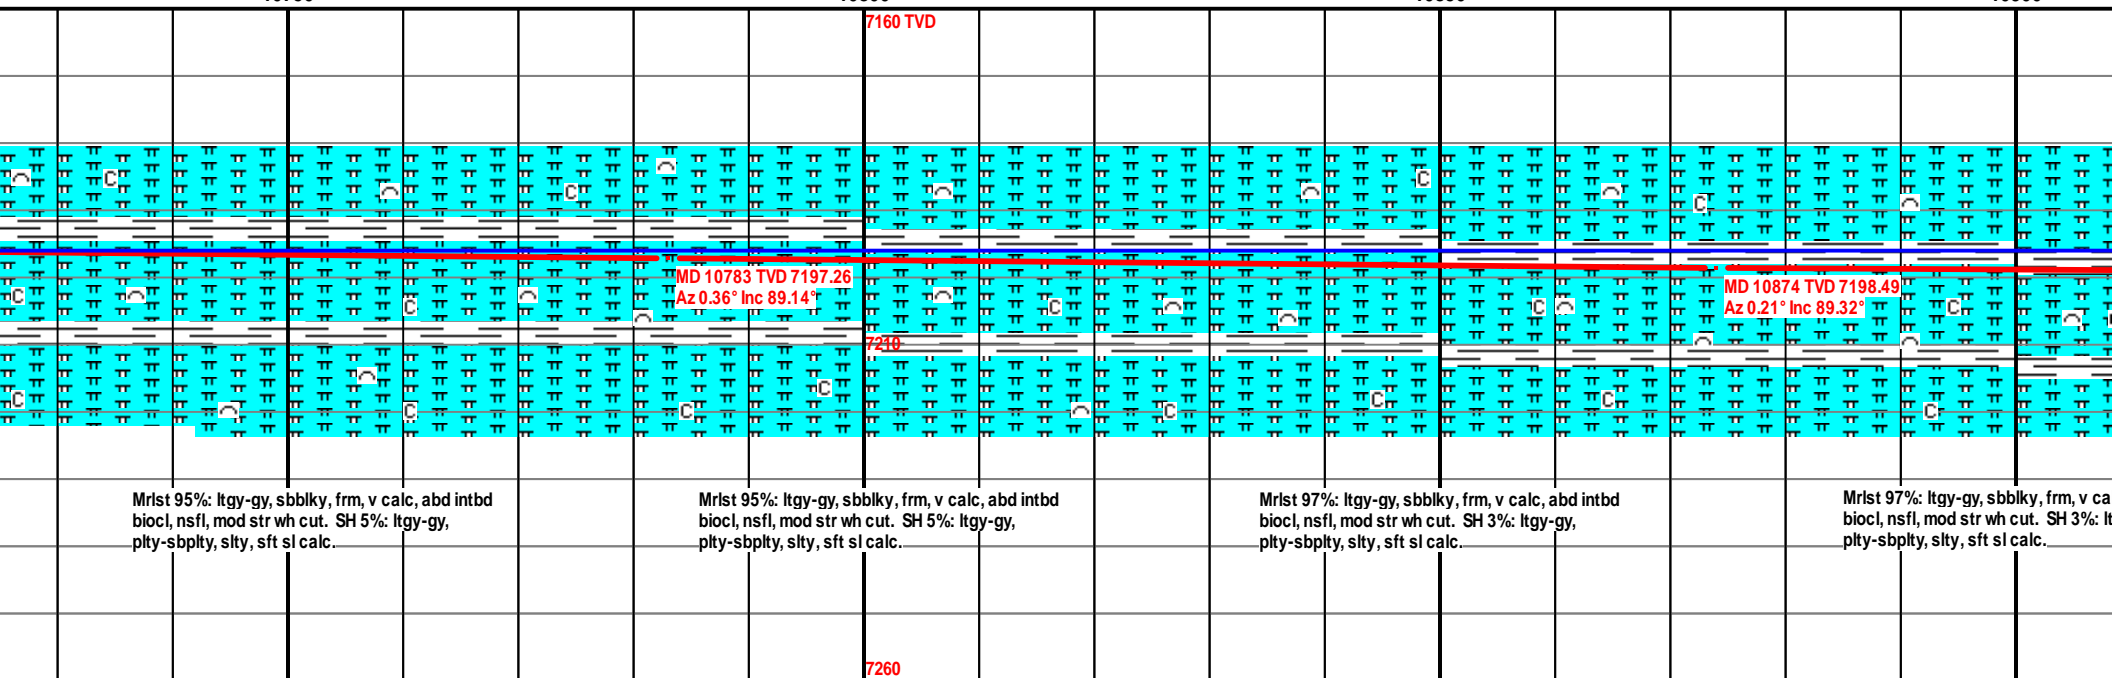 7160 TVD
MD 10783 TVD 7197.26
Az 0.36° Inc 89.14°
MD 10874 TVD 7198.49
Az 0.21° Inc 89.32°
7210
Mrlst 95%: ltgy-gy, sbblky, frm, v calc, abd intbd
biocl, nsfl, mod str wh cut. SH 5%: ltgy-gy,
plty-sbplty, slty, sft sl calc.
Mrlst 95%: ltgy-gy, sbblky, frm, v calc, abd intbd
biocl, nsfl, mod str wh cut. SH 5%: ltgy-gy,
plty-sbplty, slty, sft sl calc.
Mrlst 97%: ltgy-gy, sbblky, frm, v calc, abd intbd
biocl, nsfl, mod str wh cut. SH 3%: ltgy-gy,
plty-sbplty, slty, sft sl calc.
Mrlst 97%: ltgy-gy, sbblky, frm, v ca
biocl, nsfl, mod str wh cut. SH 3%: lt
plty-sbplty, slty, sft sl calc.
7260